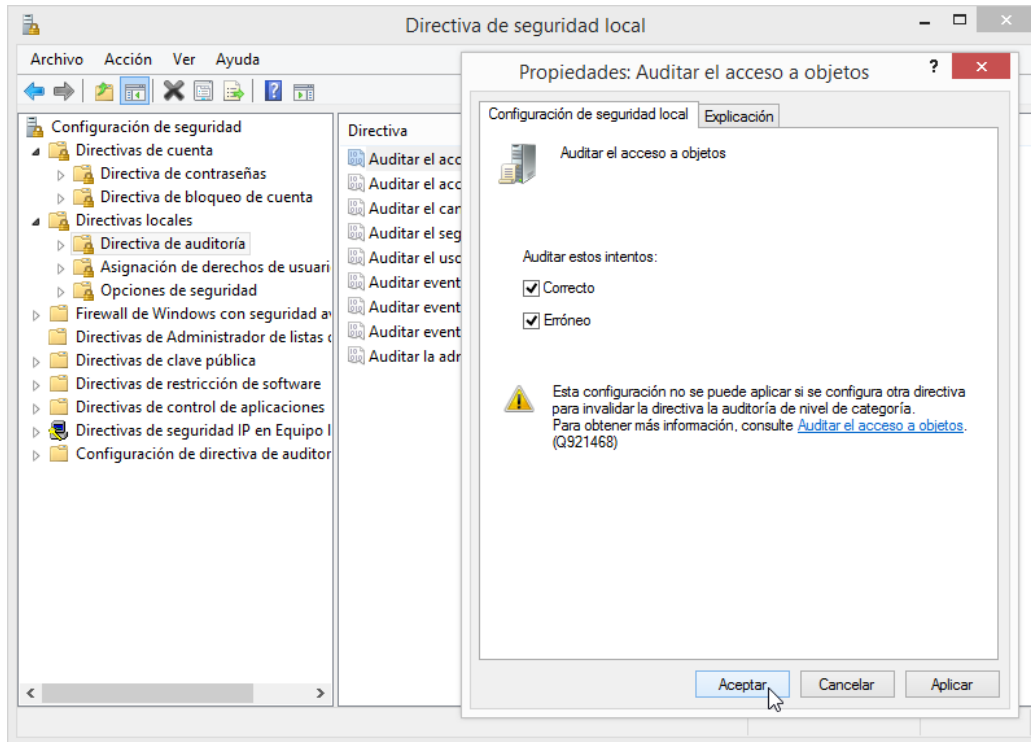 Directiva de seguridad local
Archivo Acción Ver Ayuda
Configuración de seguridad
Directivas de cuenta
Directiva de contraseñas
Directiva de bloqueo de cuenta
Directivas locales
Directiva de auditoría
Asignación de derechos de usuari
Opciones de seguridad
Firewall de Windows con seguridad a
Directivas de Administrador de listas
Directivas de clave pública
Directivas de restricción de software
Directivas de control de aplicaciones
Directivas de seguridad IP en Equipo l
Configuración de directiva de auditor
Directiva
Auditar el acc
Auditar el acc
Auditar el can
Auditar el seg
Auditar el uso
Auditar event
Auditar event
Auditar event
Auditar la adr
Propiedades: Auditar el acceso a objetos ?
Configuración de seguridad local Explicación
Auditar el acceso a objetos
Auditar estos intentos:
Correcto
Erróneo
Esta configuración no se puede aplicar si se configura otra directiva
para invalidar la directiva la auditoría de nivel de categoría.
Para obtener más información, consulte Auditar el acceso a objetos.
(Q921468)
Aceptar Cancelar Aplicar